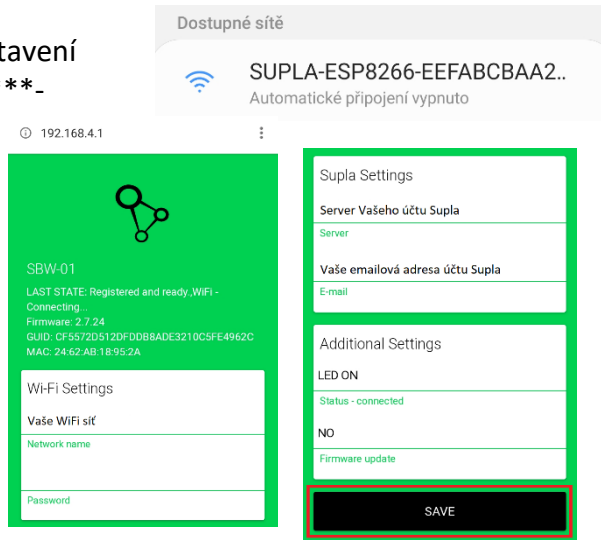 Dostupné sítě
tavení
**-
SUPLA-ESP8266-EEFABCBAA2..
Automatické připojení vypnuto
192.168.4.1
SBW-01
LAST STATE: Registered and ready.,WiFi -
Connecting...
Firmware: 2.7.24
GUID: CF5572D512DFDDB8ADE3210C5FE4962C
MAC: 24:62:AB:18:95:2A
Wi-Fi Settings
Vaše WiFi síť
Network name
Password
Supla Settings
Server Vašeho účtu Supla
Server
Vaše emailová adresa účtu Supla
E-mail
Additional Settings
LED ON
Status - connected
NO
Firmware update
SAVE